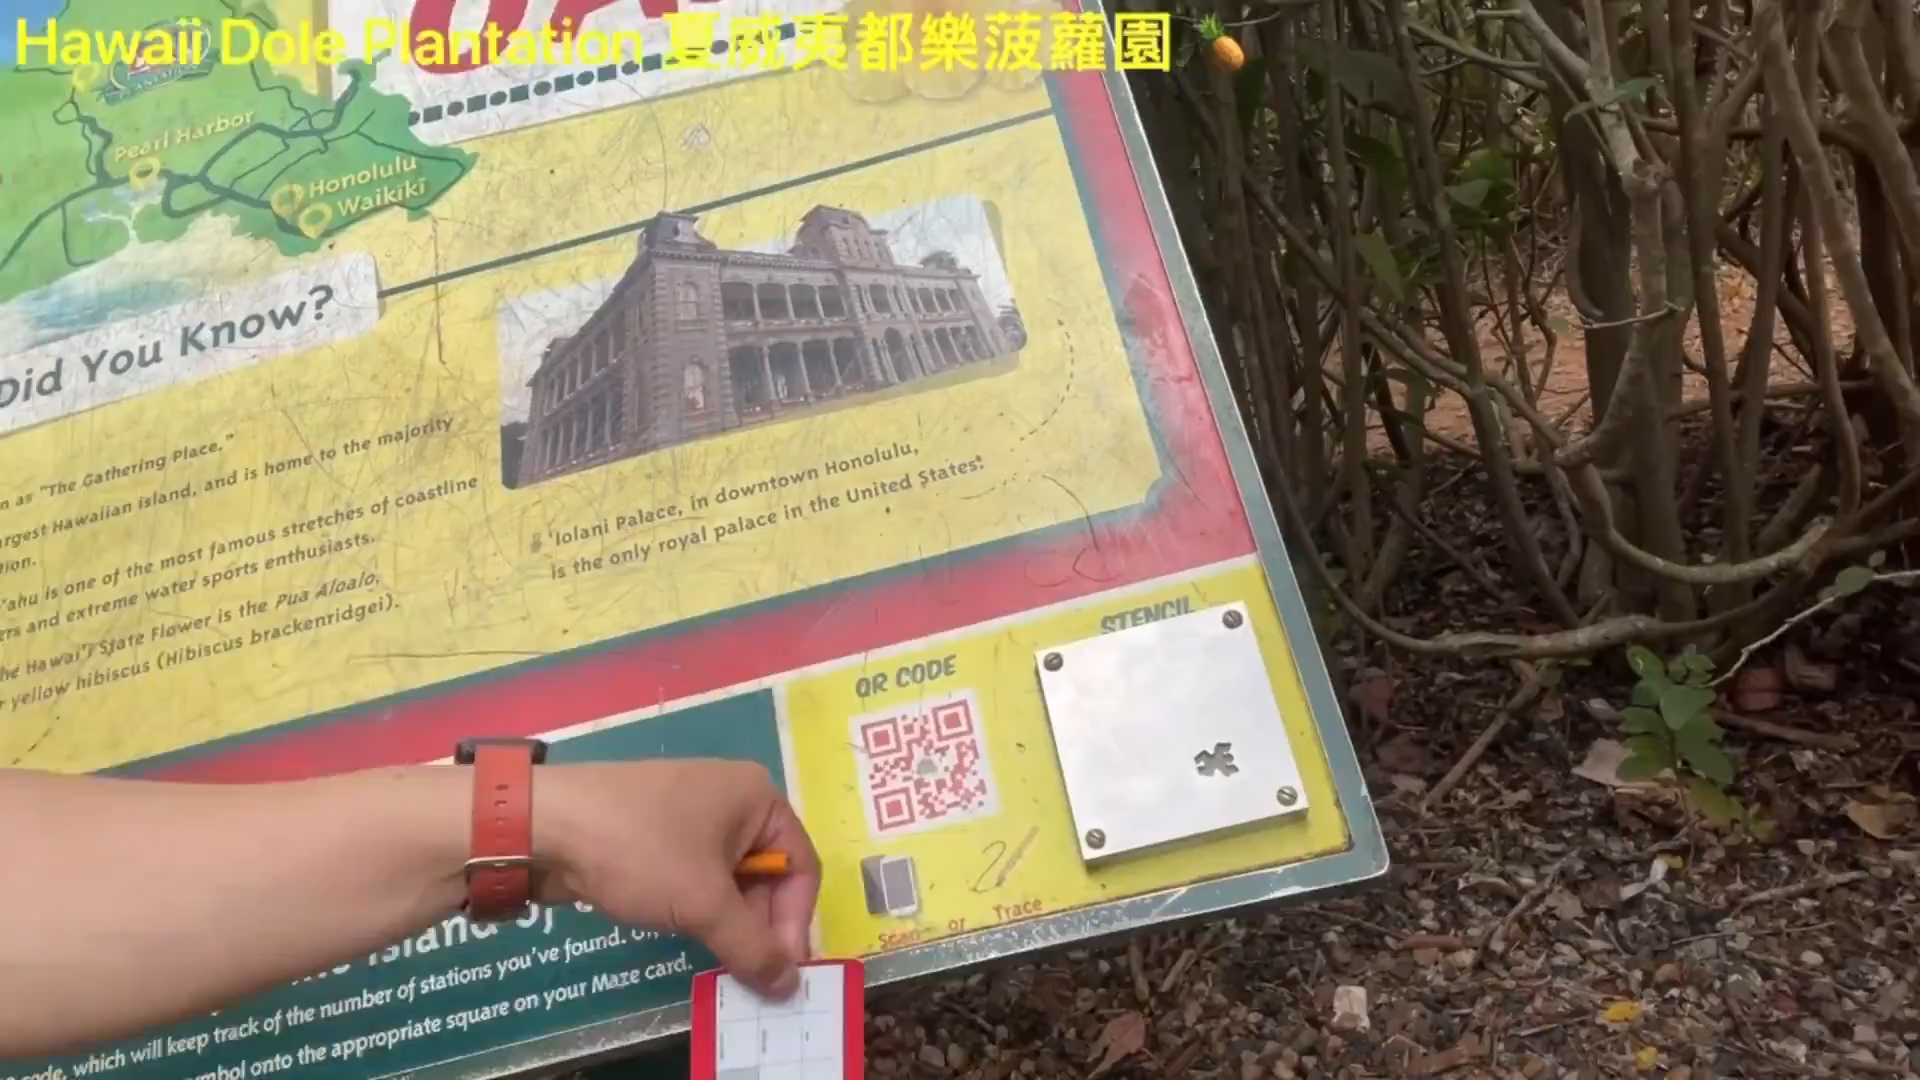 Hawaii Dole Plantation 夏威夷都樂菠蘿園
Pearl Harbor
Honolulu
Waikīkī
Did You Know?
as "The Gathering Place."
Hawaiian island, and is home to the majority
is one of the most famous stretches of coastline
and extreme water sports enthusiasts.
State Flower is the Pua Aloalo,
yellow hibiscus (Hibiscus brackenridgei).
'Iolani Palace, in downtown Honolulu,
is the only royal palace in the United States.
QR CODE
STENCIL
Scan or Trace
code, which will keep track of the number of stations you've found.
onto the appropriate square on your Maze card.